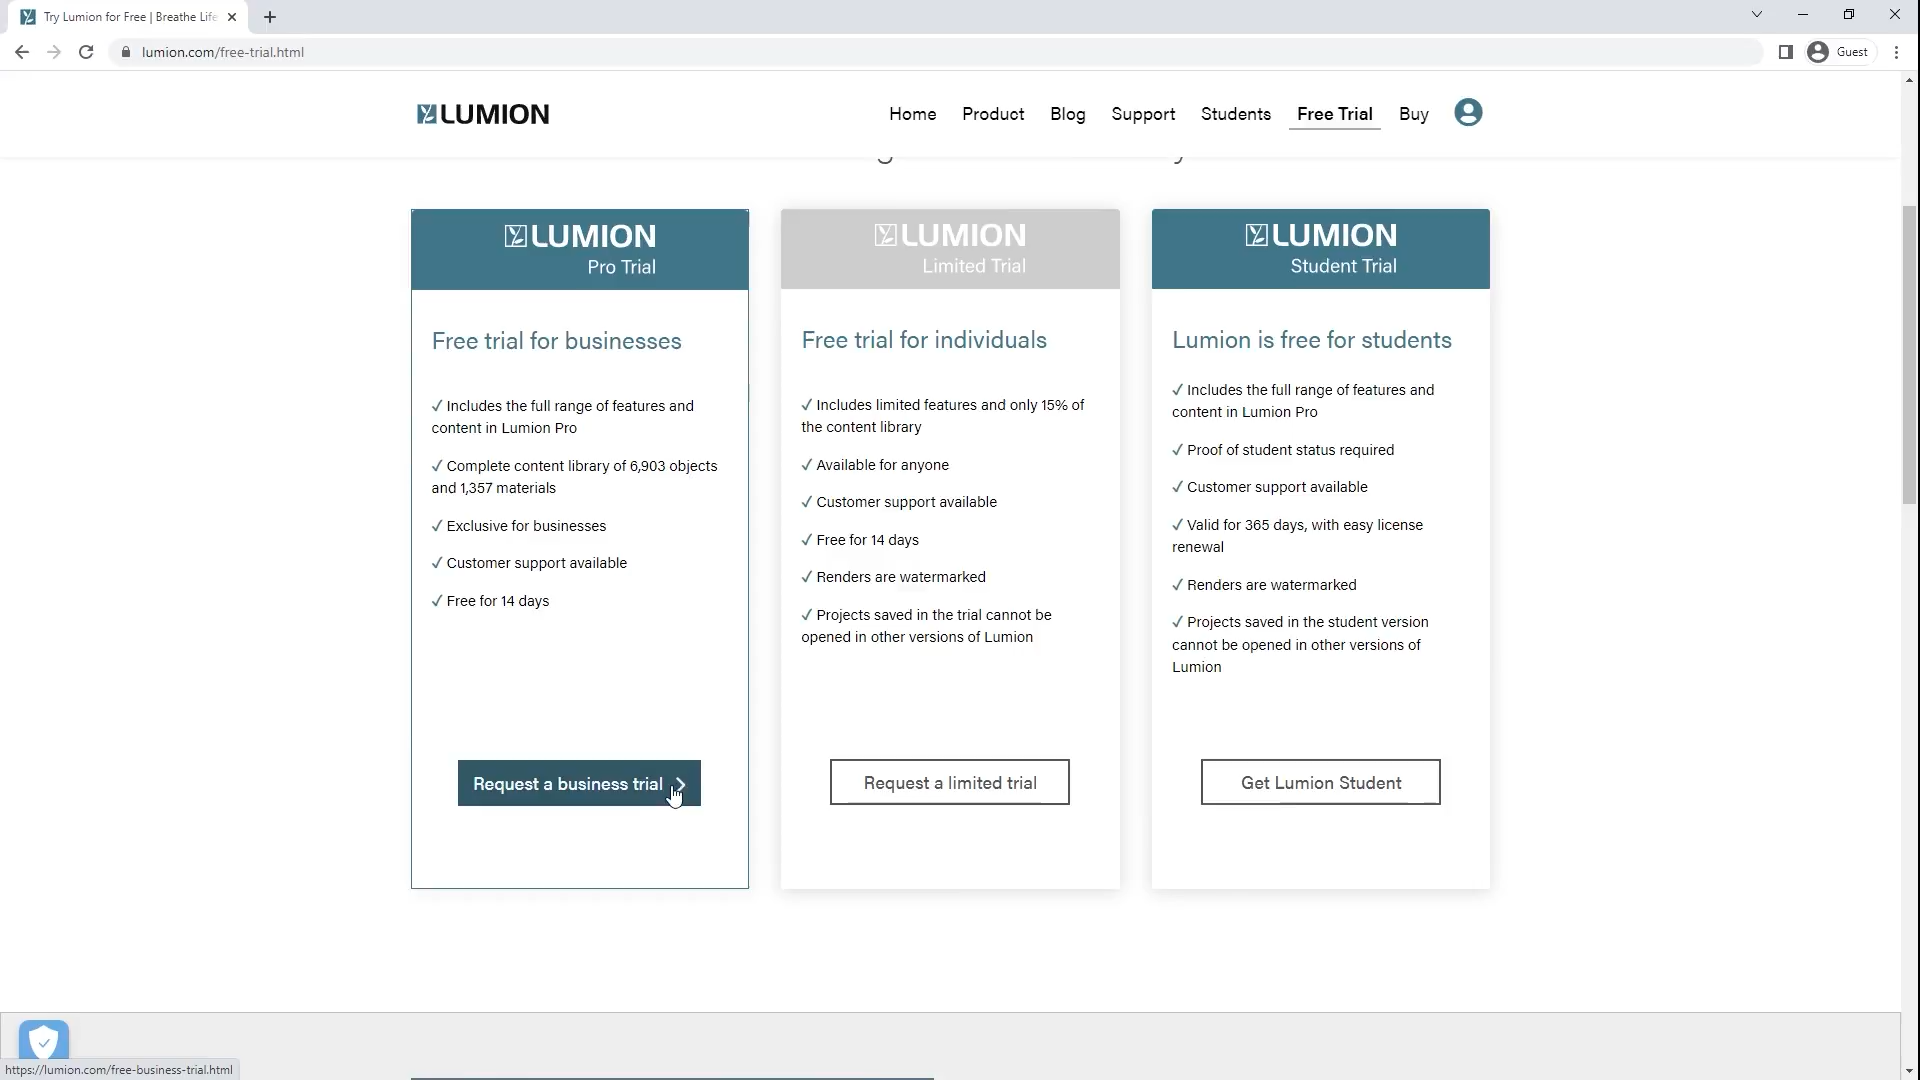 Try Lumion for Free | Breathe Life
lumion.com/free-trial.html
Guest
LUMION
Home
Product
Blog
Support
Students
Free Trial
Buy
LUMION
Pro Trial
Free trial for businesses
✓ Includes the full range of features and
content in Lumion Pro
✓ Complete content library of 6,903 objects
and 1,357 materials
✓ Exclusive for businesses
✓ Customer support available
✓ Free for 14 days
Request a business trial
LUMION
Limited Trial
Free trial for individuals
✓ Includes limited features and only 15% of
the content library
✓ Available for anyone
✓ Customer support available
✓ Free for 14 days
✓ Renders are watermarked
✓ Projects saved in the trial cannot be
opened in other versions of Lumion
Request a limited trial
LUMION
Student Trial
Lumion is free for students
✓ Includes the full range of features and
content in Lumion Pro
✓ Proof of student status required
✓ Customer support available
✓ Valid for 365 days, with easy license
renewal
✓ Renders are watermarked
✓ Projects saved in the student version
cannot be opened in other versions of
Lumion
Get Lumion Student
https://lumion.com/free-business-trial.html